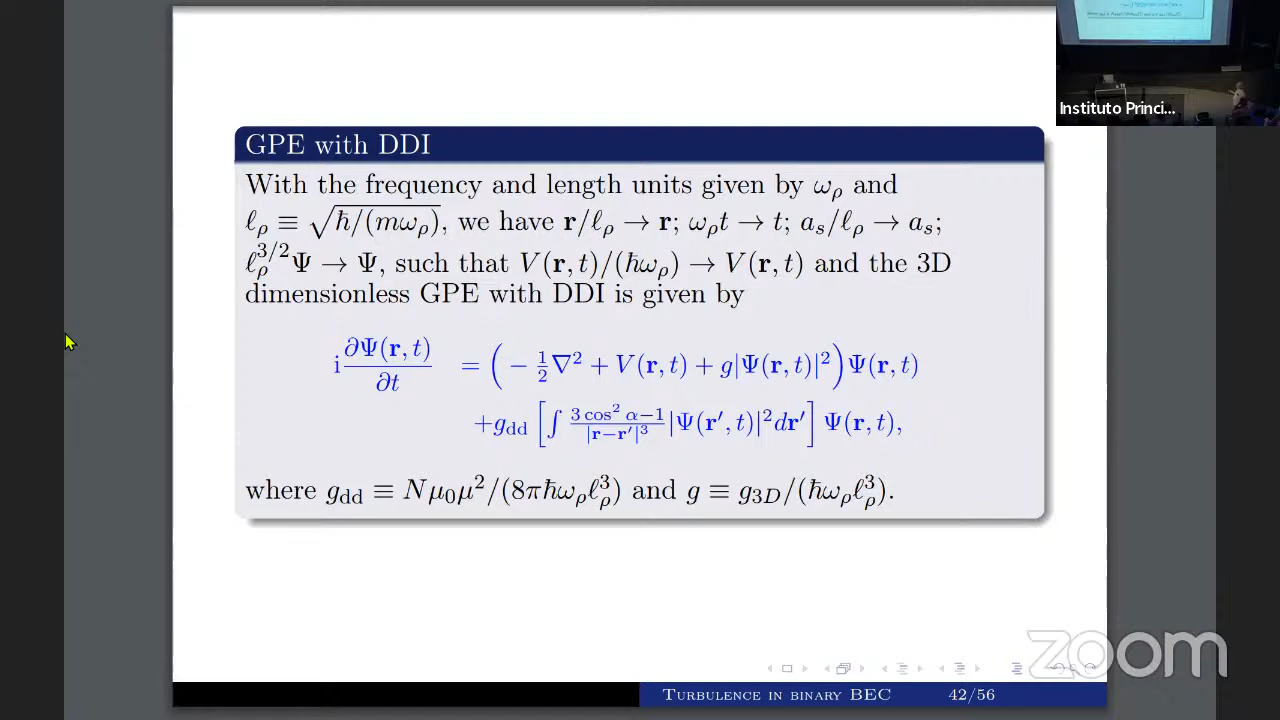 Instituto Princi...
GPE with DDI
With the frequency and length units given by ω_ρ and
ℓ_ρ ≡ √(ħ/(mω_ρ)), we have r/ℓ_ρ → r; ω_ρt → t; a_s/ℓ_ρ → a_s;
ℓ_ρ^{3/2}Ψ → Ψ, such that V(r,t)/(ħω_ρ) → V(r,t) and the 3D
dimensionless GPE with DDI is given by
i ∂Ψ(r,t)/∂t = (− 1/2 ∇² + V(r,t) + g|Ψ(r,t)|²)Ψ(r,t)
+g_dd [∫ (3 cos² α−1)/|r−r′|³ |Ψ(r′,t)|²dr′] Ψ(r,t),
where g_dd ≡ Nμ₀μ²/(8πħω_ρℓ_ρ³) and g ≡ g_{3D}/(ħω_ρℓ_ρ³).
zoom
Turbulence in binary BEC 42/56